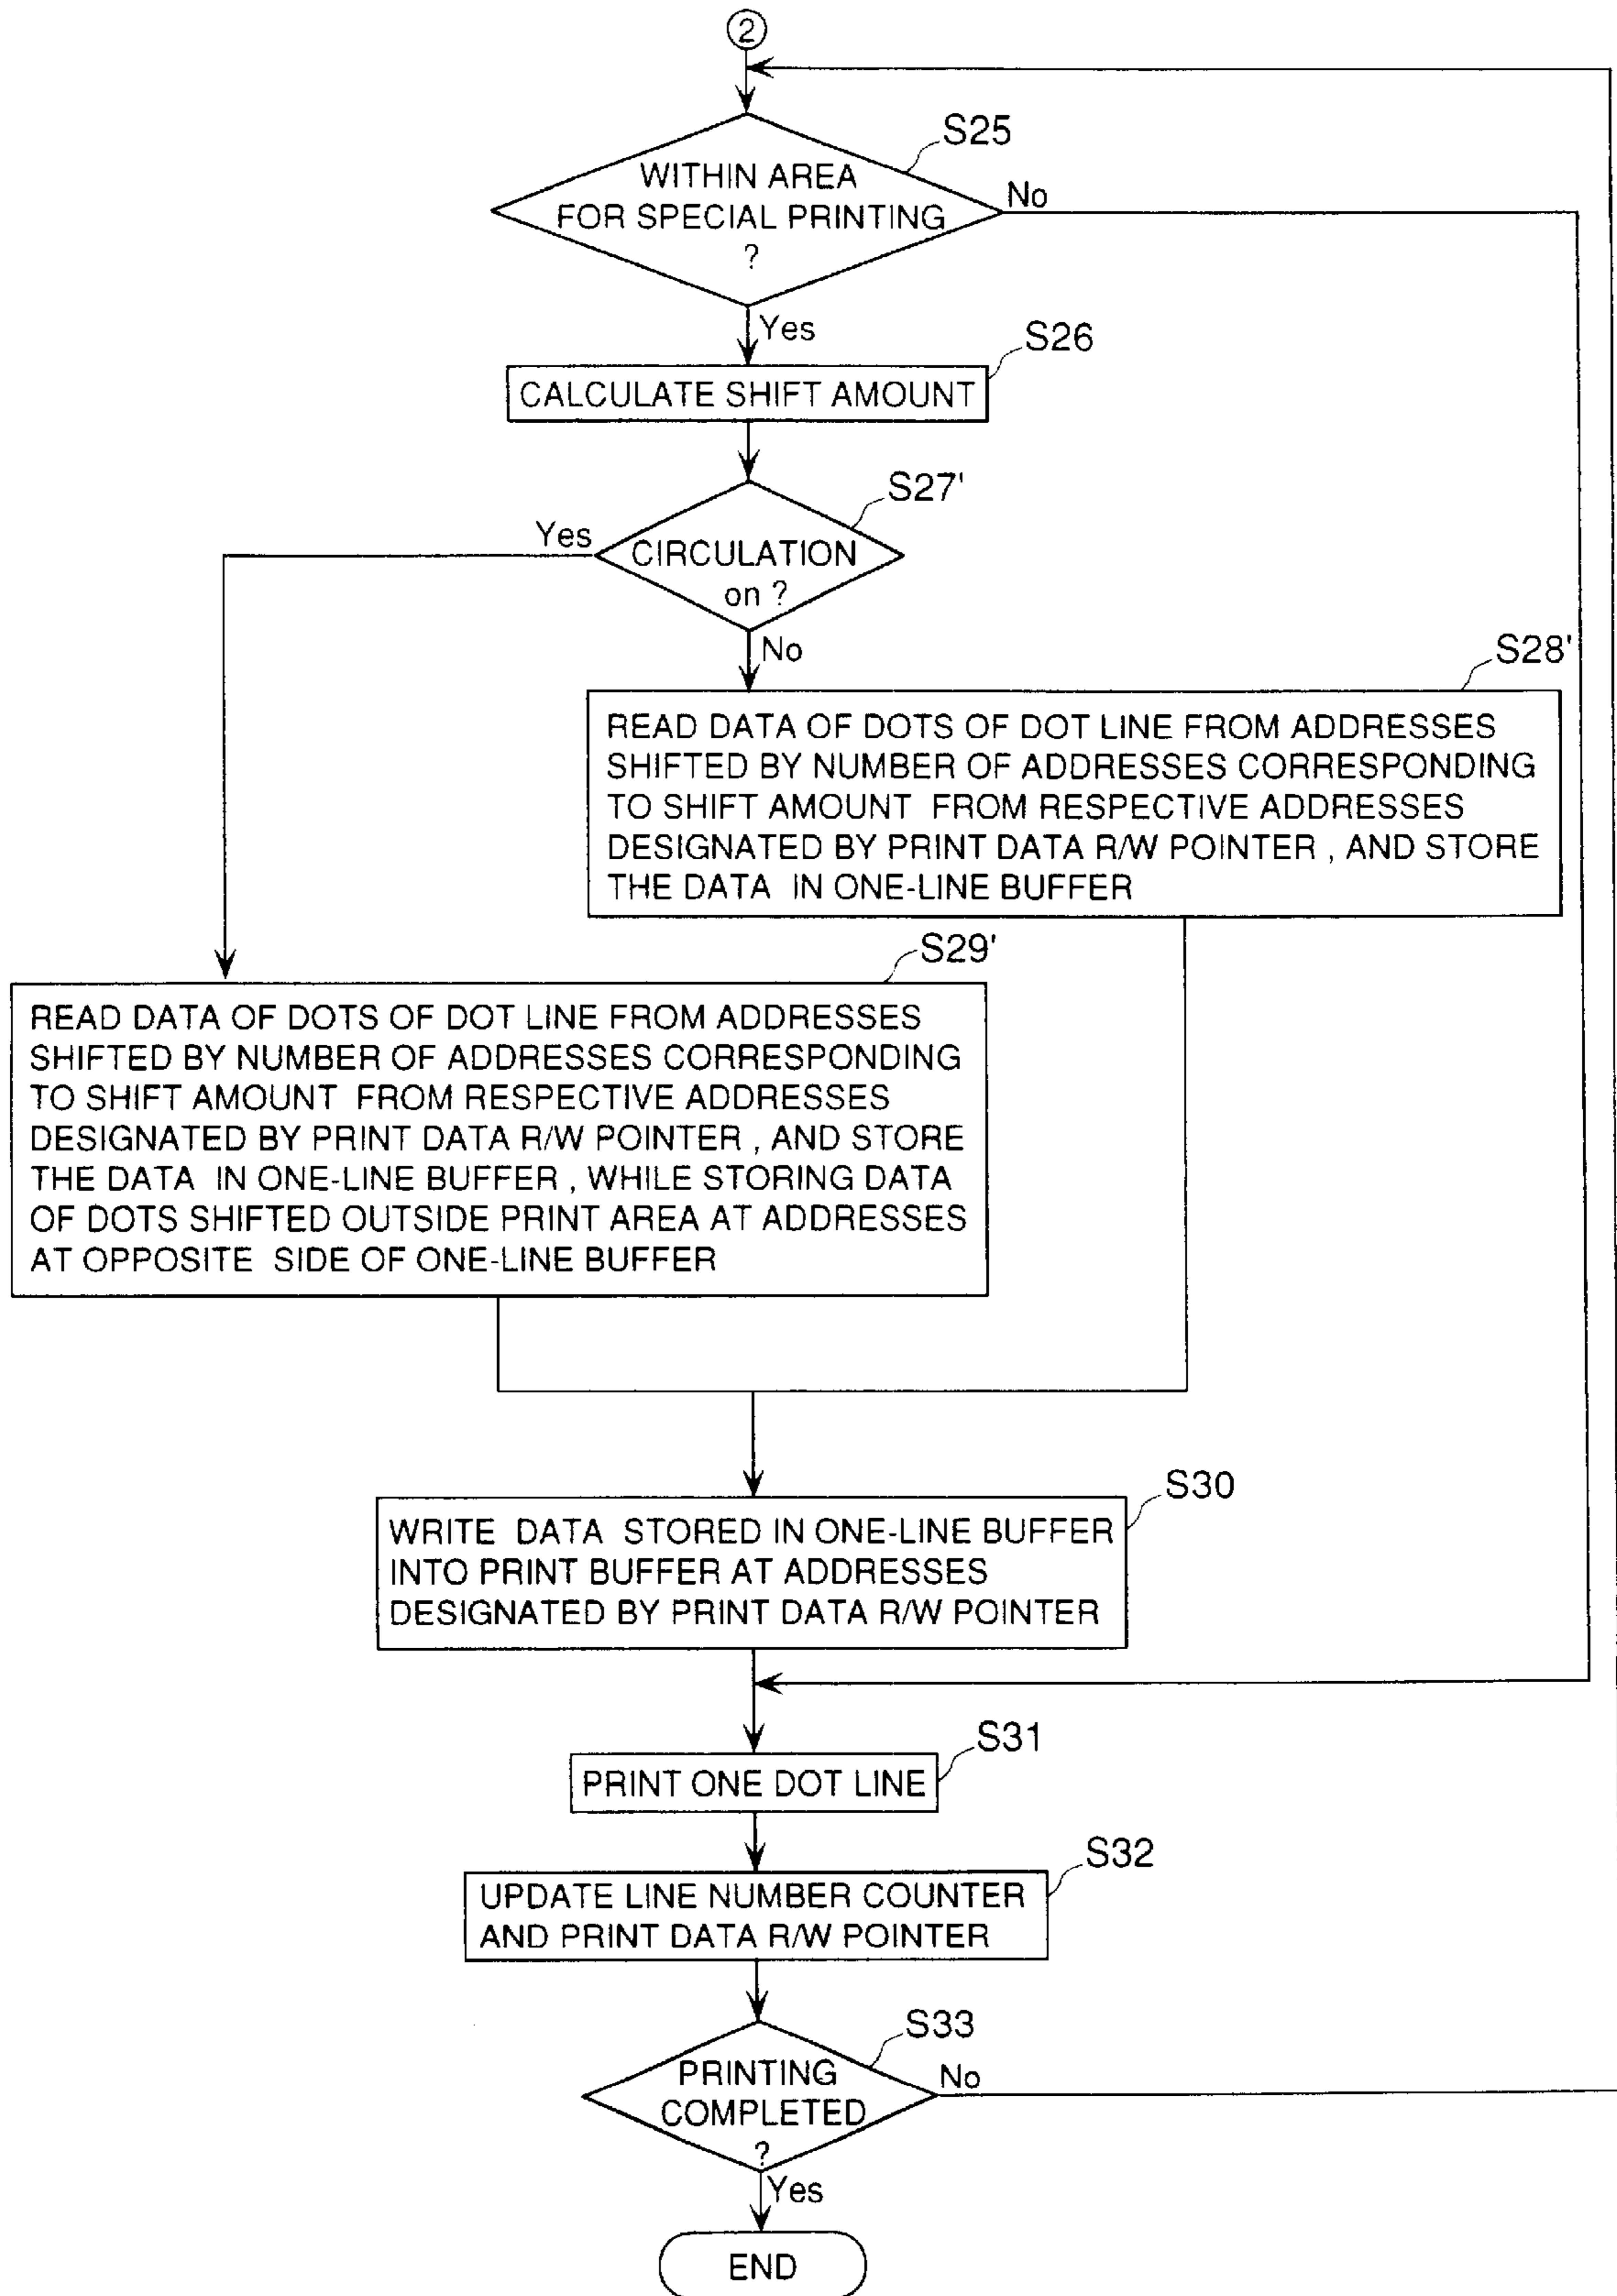 2
S25
WITHIN AREA
FOR SPECIAL PRINTING
?
No
Yes
S26
CALCULATE SHIFT AMOUNT
S27'
Yes
CIRCULATION
on ?
No
S28'
READ DATA OF DOTS OF DOT LINE FROM ADDRESSES
SHIFTED BY NUMBER OF ADDRESSES CORRESPONDING
TO SHIFT AMOUNT FROM RESPECTIVE ADDRESSES
DESIGNATED BY PRINT DATA R/W POINTER , AND STORE
THE DATA IN ONE-LINE BUFFER
S29'
READ DATA OF DOTS OF DOT LINE FROM ADDRESSES
SHIFTED BY NUMBER OF ADDRESSES CORRESPONDING
TO SHIFT AMOUNT FROM RESPECTIVE ADDRESSES
DESIGNATED BY PRINT DATA R/W POINTER , AND STORE
THE DATA IN ONE-LINE BUFFER , WHILE STORING DATA
OF DOTS SHIFTED OUTSIDE PRINT AREA AT ADDRESSES
AT OPPOSITE SIDE OF ONE-LINE BUFFER
S30
WRITE DATA STORED IN ONE-LINE BUFFER
INTO PRINT BUFFER AT ADDRESSES
DESIGNATED BY PRINT DATA R/W POINTER
S31
PRINT ONE DOT LINE
S32
UPDATE LINE NUMBER COUNTER
AND PRINT DATA R/W POINTER
S33
PRINTING
COMPLETED
?
No
Yes
END